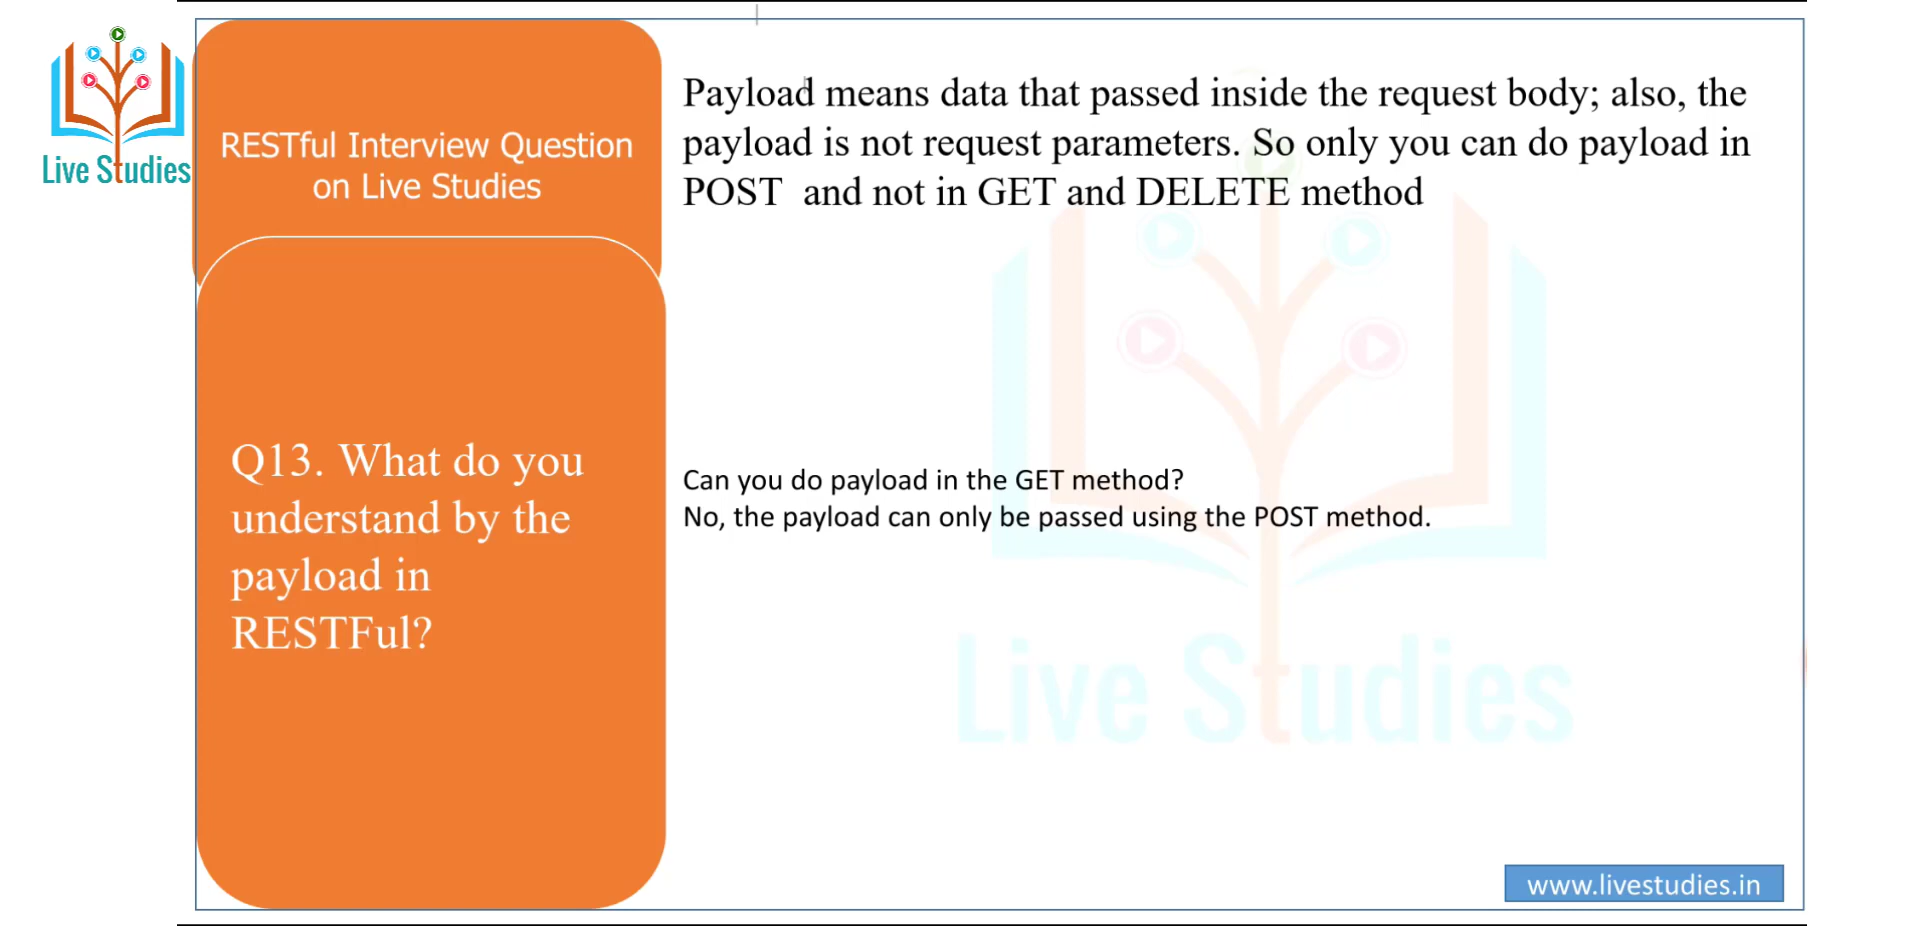 Live Studies
RESTful Interview Question
on Live Studies
Q13. What do you
understand by the
payload in
RESTFul?
Payload means data that passed inside the request body; also, the
payload is not request parameters. So only you can do payload in
POST  and not in GET and DELETE method
Can you do payload in the GET method?
No, the payload can only be passed using the POST method.
Live Studies
www.livestudies.in